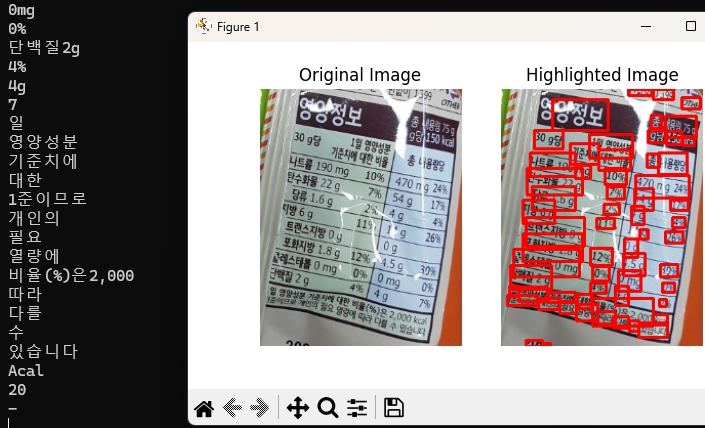 0mg
0%
단백질2g
4%
4g
7
일
영양성분
기준치에
대한
1준이므로
개인의
필요
열량에
비율(%)은2,000
따라
다를
수
있습니다
Acal
20
-
Figure 1
Original Image
Highlighted Image
영양정보
총 내용량 75 g
g당 150 kcal
30 g당
1일 영양성분
기준치에 대한 비율
총 내용량당
나트륨 190 mg 10%
470 mg 24%
탄수화물 22 g 7%
54 g 17%
당류 1.6 g 2%
4 g 4%
지방 6 g 11%
26%
트랜스지방 0 g
0 g
포화지방 1.8 g 12%
4.5 g 30%
콜레스테롤 0 mg 0%
0 mg 0%
단백질 2 g 4%
4 g 7%
1일 영양성분 기준치에 대한 비율(%)은 2,000 kcal
기준이므로 개인의 필요 열량에 따라 다를 수 있습니다